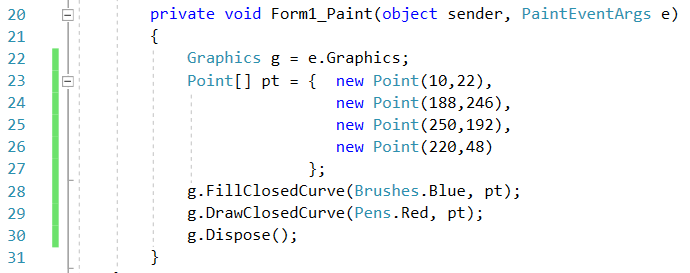 20 private void Form1_Paint(object sender, PaintEventArgs e)
21 {
22 Graphics g = e.Graphics;
23 Point[] pt = { new Point(10,22),
24 new Point(188,246),
25 new Point(250,192),
26 new Point(220,48)
27 };
28 g.FillClosedCurve(Brushes.Blue, pt);
29 g.DrawClosedCurve(Pens.Red, pt);
30 g.Dispose();
31 }